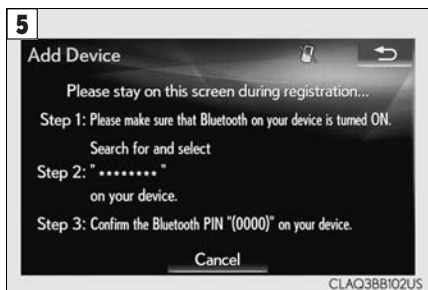 5
Add Device
Please stay on this screen during registration...
Step 1: Please make sure that Bluetooth on your device is turned ON.
Search for and select
Step 2: "********"
on your device.
Step 3: Confirm the Bluetooth PIN "(0000)" on your device.
Cancel
CLAQ3BB102US